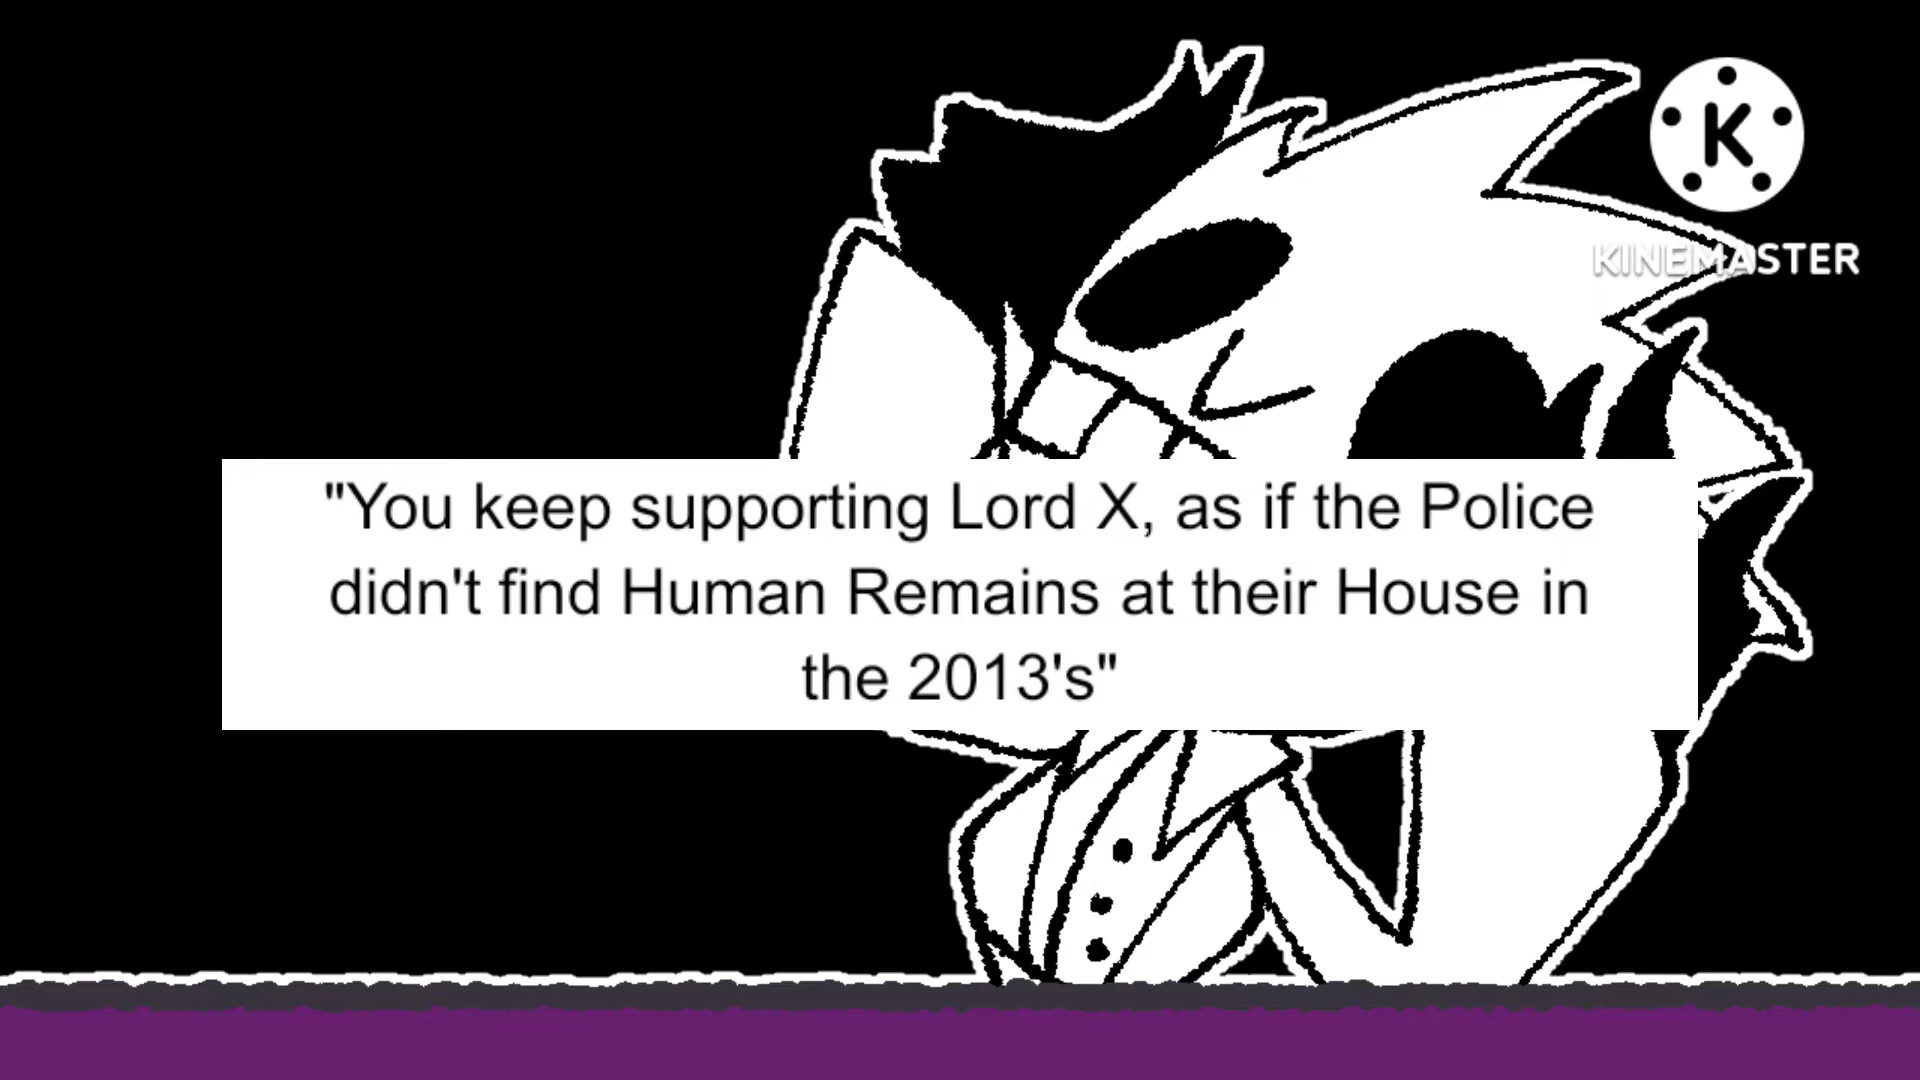 K
KINEMASTER
"You keep supporting Lord X, as if the Police
didn't find Human Remains at their House in
the 2013's"